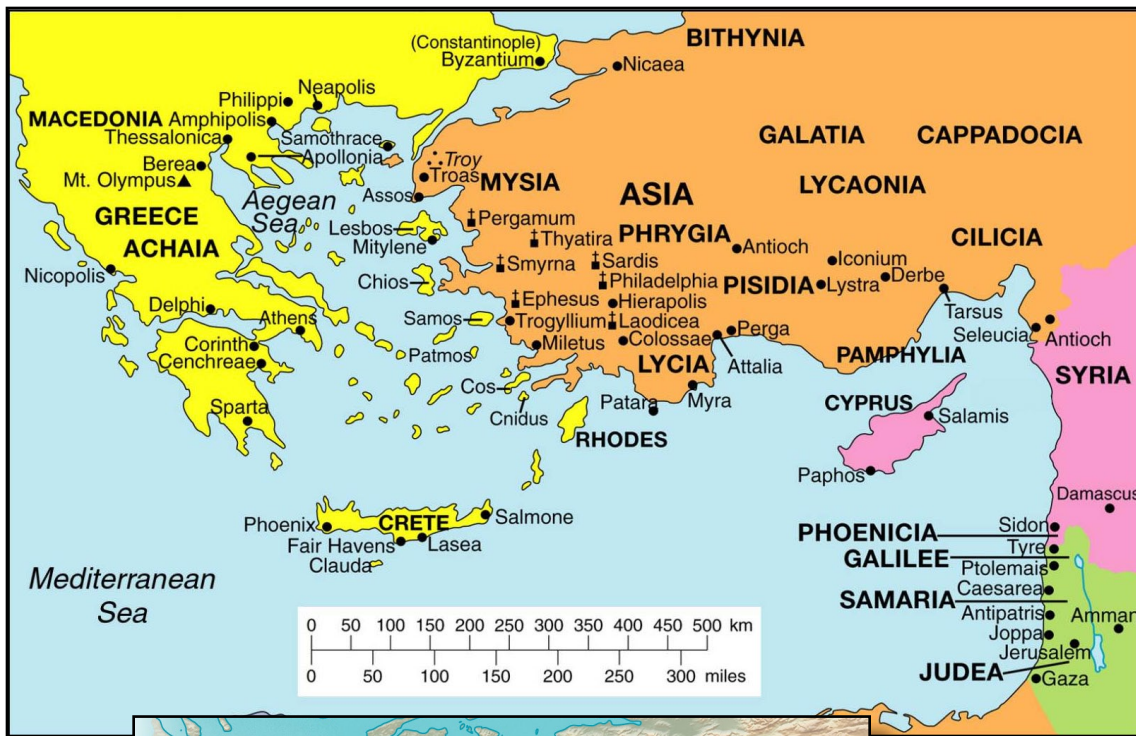 BITHYNIA
(Constantinople)
Byzantium
Nicaea
Neapolis
Philippi
MACEDONIA
Amphipolis
Thessalonica
Samothrace
Apollonia
GALATIA
CAPPADOCIA
Berea
Mt. Olympus
Troy
Troas
MYSIA
ASIA
LYCAONIA
Assos
Aegean
Sea
GREECE
ACHAIA
Lesbos
Mitylene
Pergamum
Thyatira
PHRYGIA
Antioch
CILICIA
Nicopolis
Chios
Smyrna
Sardis
Philadelphia
PISIDIA
Iconium
Lystra
Derbe
Delphi
Athens
Samos
Ephesus
Hierapolis
Tarsus
Trogyllium
Laodicea
Perga
Seleucia
Antioch
Corinth
Cenchreae
Patmos
Miletus
Colossae
LYCIA
Attalia
PAMPHYLIA
SYRIA
Cos
Cnidus
Patara
Myra
CYPRUS
Salamis
Sparta
RHODES
Paphos
Damascus
Phoenix
CRETE
Salmone
Fair Havens
Lasea
Clauda
PHOENICIA
Sidon
Tyre
GALILEE
Ptolemais
Mediterranean
Sea
SAMARIA
Caesarea
Antipatris
Amman
Joppa
Jerusalem
JUDEA
Gaza
0 50 100 150 220 250 300 350 400 450 500 km
0 50 100 150 200 250 300 miles